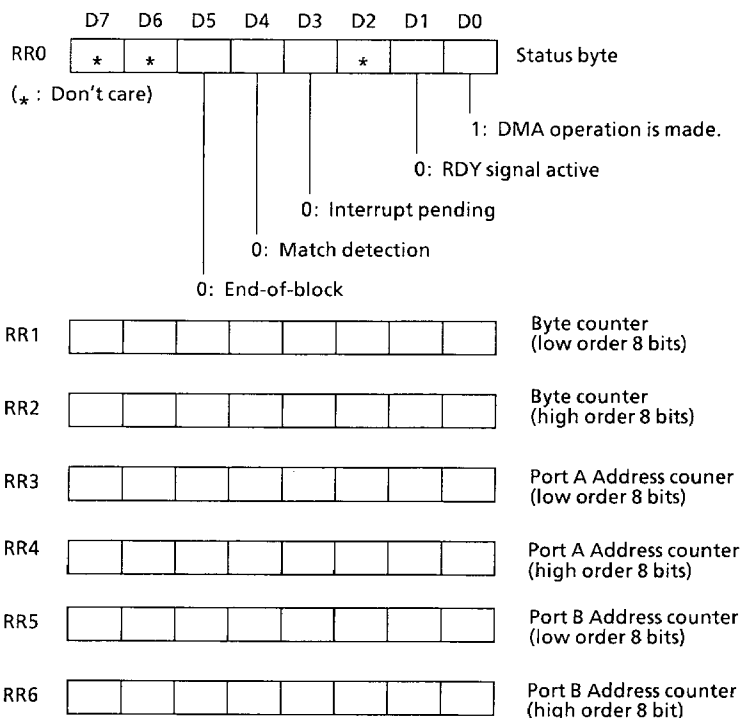 D7 D6 D5 D4 D3 D2 D1 D0
RR0 * * * Status byte
(* : Don't care)
1: DMA operation is made.
0: RDY signal active
0: Interrupt pending
0: Match detection
0: End-of-block
RR1 Byte counter
(low order 8 bits)
RR2 Byte counter
(high order 8 bits)
RR3 Port A Address couner
(low order 8 bits)
RR4 Port A Address counter
(high order 8 bits)
RR5 Port B Address counter
(low order 8 bits)
RR6 Port B Address counter
(high order 8 bit)